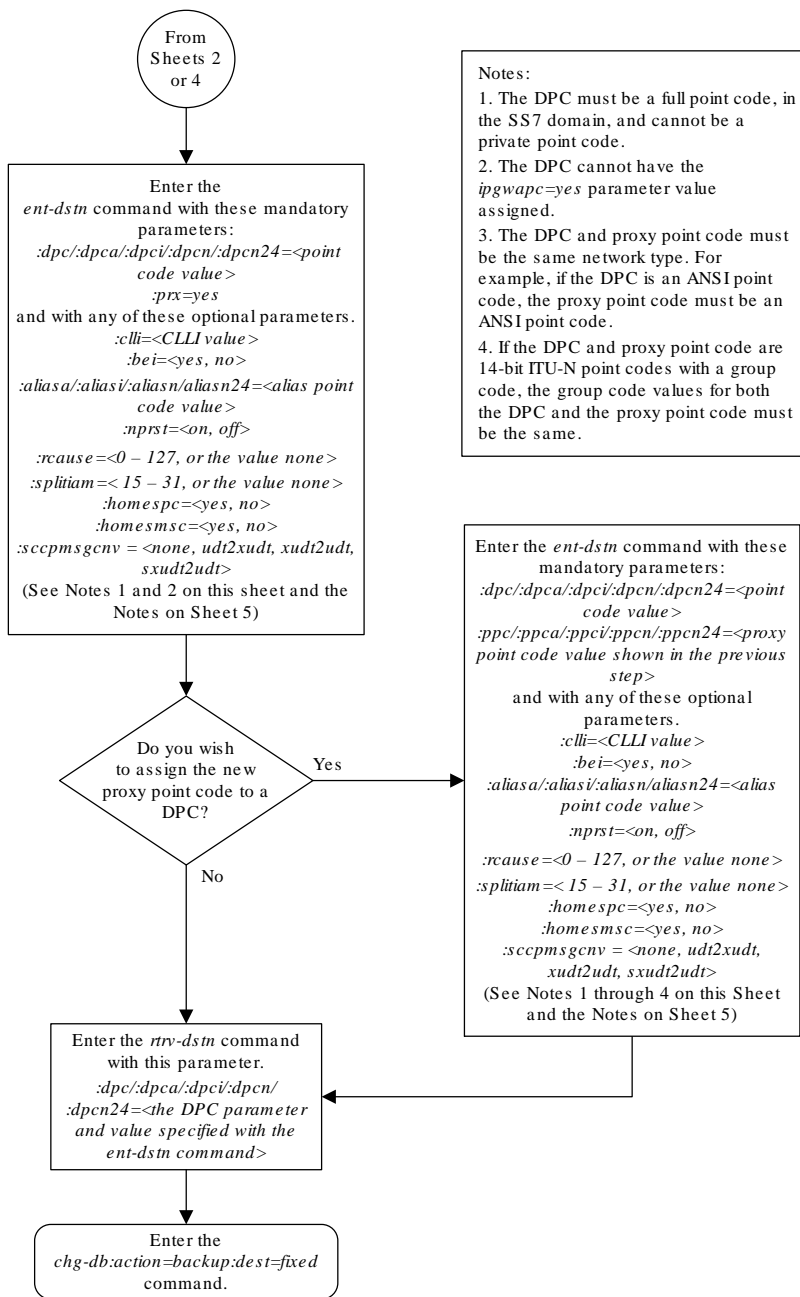 From
Sheets 2
or 4
Notes:
1. The DPC must be a full point code, in
the SS7 domain, and cannot be a
private point code.
2. The DPC cannot have the
ipgwapc=yes parameter value
assigned.
3. The DPC and proxy point code must
be the same network type. For
example, if the DPC is an ANSI point
code, the proxy point code must be an
ANSI point code.
4. If the DPC and proxy point code are
14-bit ITU-N point codes with a group
code, the group code values for both
the DPC and the proxy point code must
be the same.
Enter the
ent-dstn command with these mandatory
parameters:
:dpc/:dpca/:dpci/:dpcn/:dpcn24=<point
code value>
:prx=yes
and with any of these optional parameters.
:clli=<CLLI value>
:bei=<yes, no>
:aliasa/:aliasi/:aliasn/aliasn24=<alias point
code value>
:nprst=<on, off>
:rcause=<0 – 127, or the value none>
:splitiam=< 15 – 31, or the value none>
:homespc=<yes, no>
:homesmsc=<yes, no>
:sccpmsgcnv = <none, udt2xudt, xudt2udt,
sxudt2udt>
(See Notes 1 and 2 on this sheet and the
Notes on Sheet 5)
Do you wish
to assign the new
proxy point code to a
DPC?
Yes
No
Enter the ent-dstn command with these
mandatory parameters:
:dpc/:dpca/:dpci/:dpcn/:dpcn24=<point
code value>
:ppc/:ppca/:ppci/:ppcn/:ppcn24=<proxy
point code value shown in the previous
step>
and with any of these optional
parameters.
:clli=<CLLI value>
:bei=<yes, no>
:aliasa/:aliasi/:aliasn/aliasn24=<alias
point code value>
:nprst=<on, off>
:rcause=<0 – 127, or the value none>
:splitiam=< 15 – 31, or the value none>
:homespc=<yes, no>
:homesmsc=<yes, no>
:sccpmsgcnv = <none, udt2xudt,
xudt2udt, sxudt2udt>
(See Notes 1 through 4 on this Sheet
and the Notes on Sheet 5)
Enter the rtrv-dstn command
with this parameter.
:dpc/:dpca/:dpci/:dpcn/
:dpcn24=<the DPC parameter
and value specified with the
ent-dstn command>
Enter the
chg-db:action=backup:dest=fixed
command.